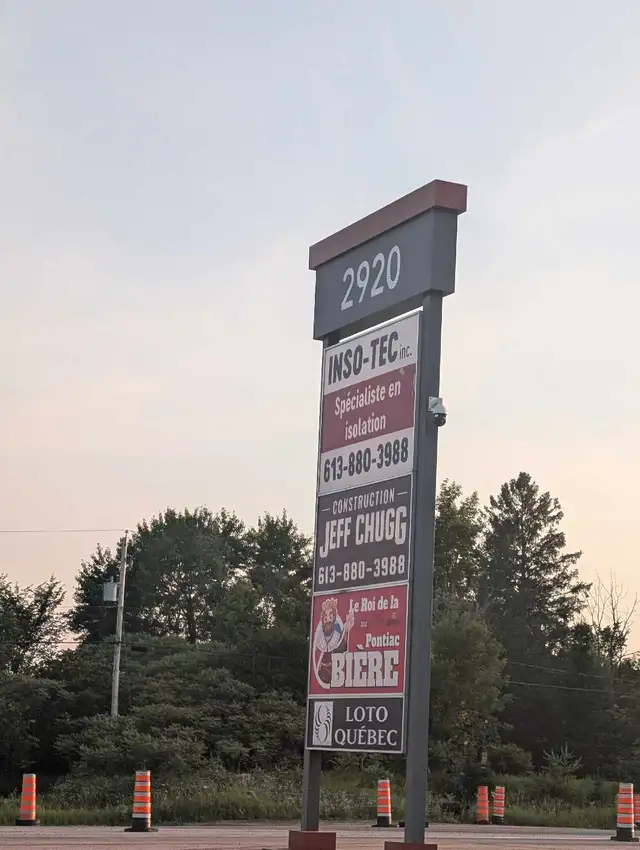 2920
INSO-TEC inc.
Spécialiste en
isolation
613-880-3988
CONSTRUCTION
JEFF CHUGG
613-880-3988
Le Roi de la
Pontiac
BIÈRE
LOTO
QUÉBEC